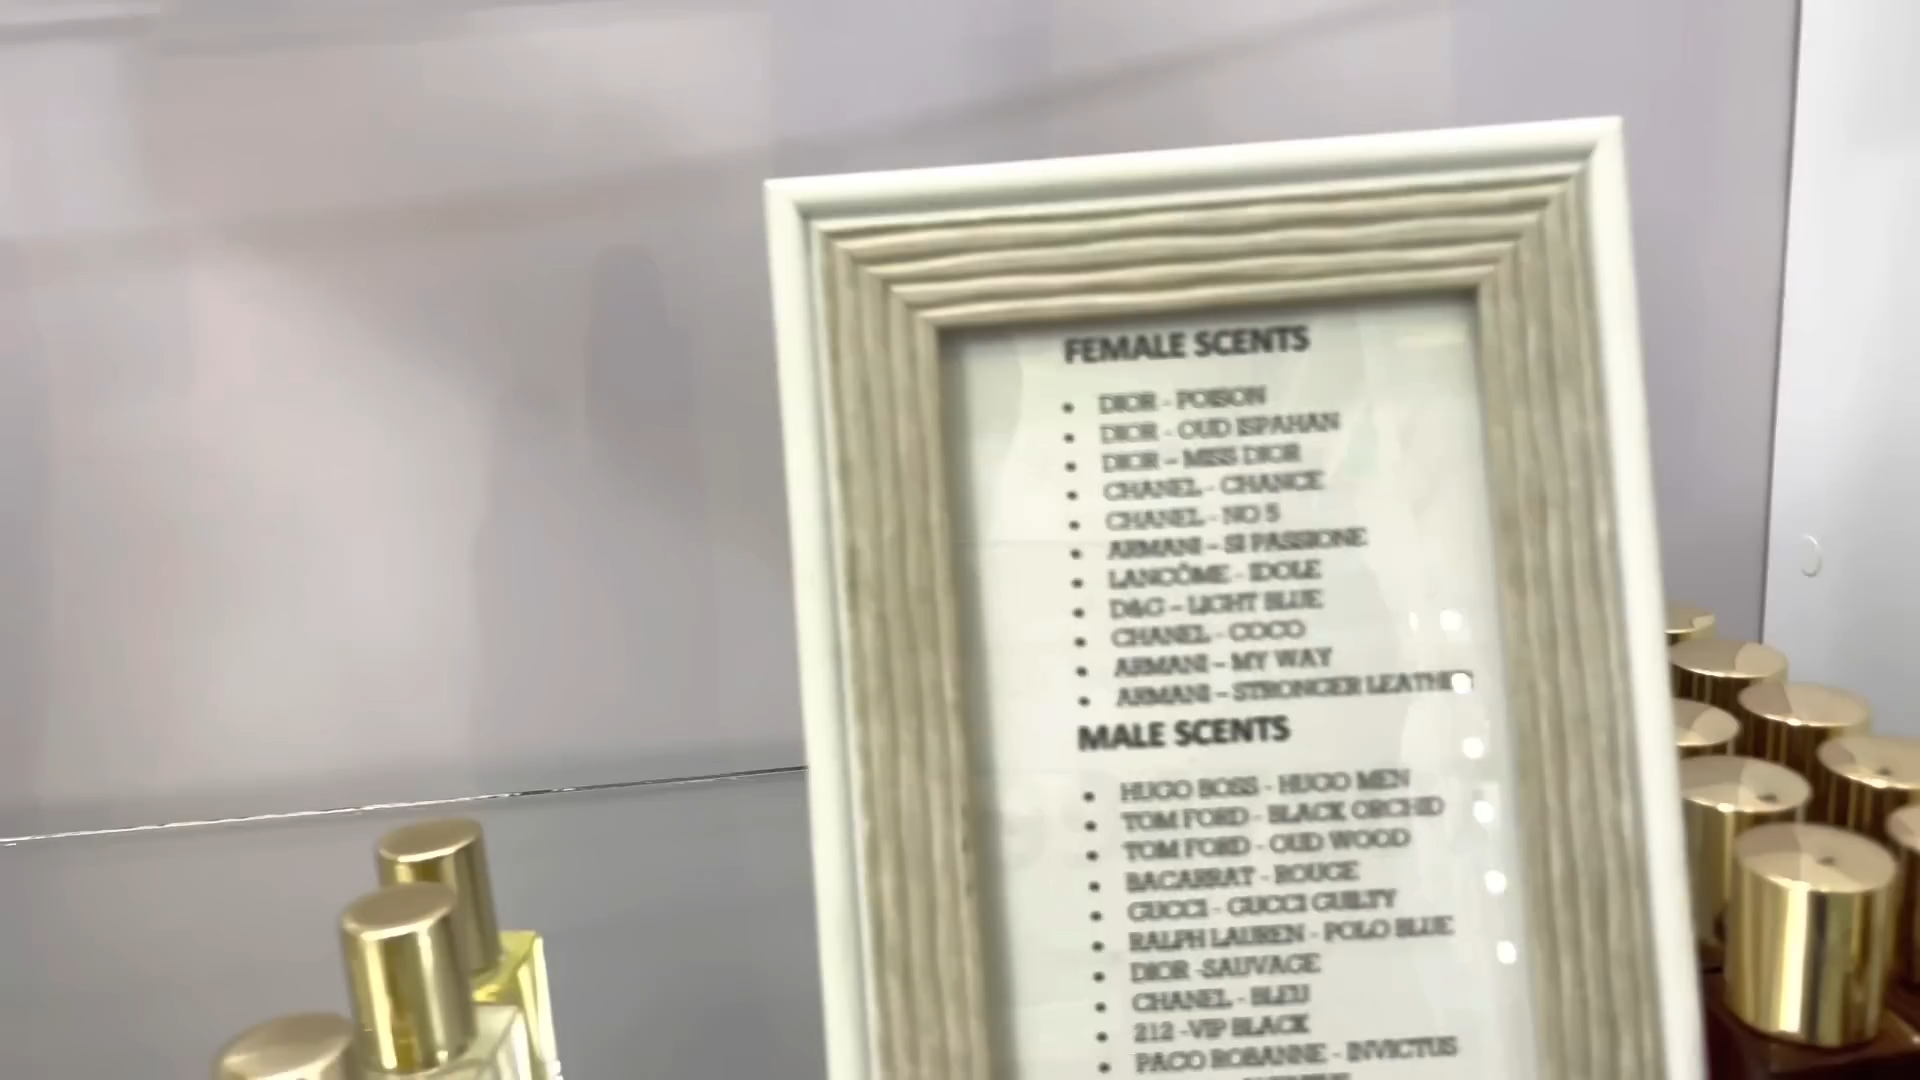 FEMALE SCENTS
• DIOR - POISON
• DIOR - OUD ISPAHAN
• DIOR – MISS DIOR
• CHANEL - CHANCE
• CHANEL - NO 5
• ARMANI – SI PASSIONE
• LANCÔME - IDOLE
• D&G – LIGHT BLUE
• CHANEL - COCO
• ARMANI – MY WAY
• ARMANI – STRONGER LEATHER
MALE SCENTS
• HUGO BOSS - HUGO MEN
• TOM FORD - BLACK ORCHID
• TOM FORD - OUD WOOD
• BACARRAT - ROUGE
• GUCCI - GUCCI GUILTY
• RALPH LAUREN - POLO BLUE
• DIOR -SAUVAGE
• CHANEL - BLEU
• 212 -VIP BLACK
• PACO ROBANNE - INVICTUS